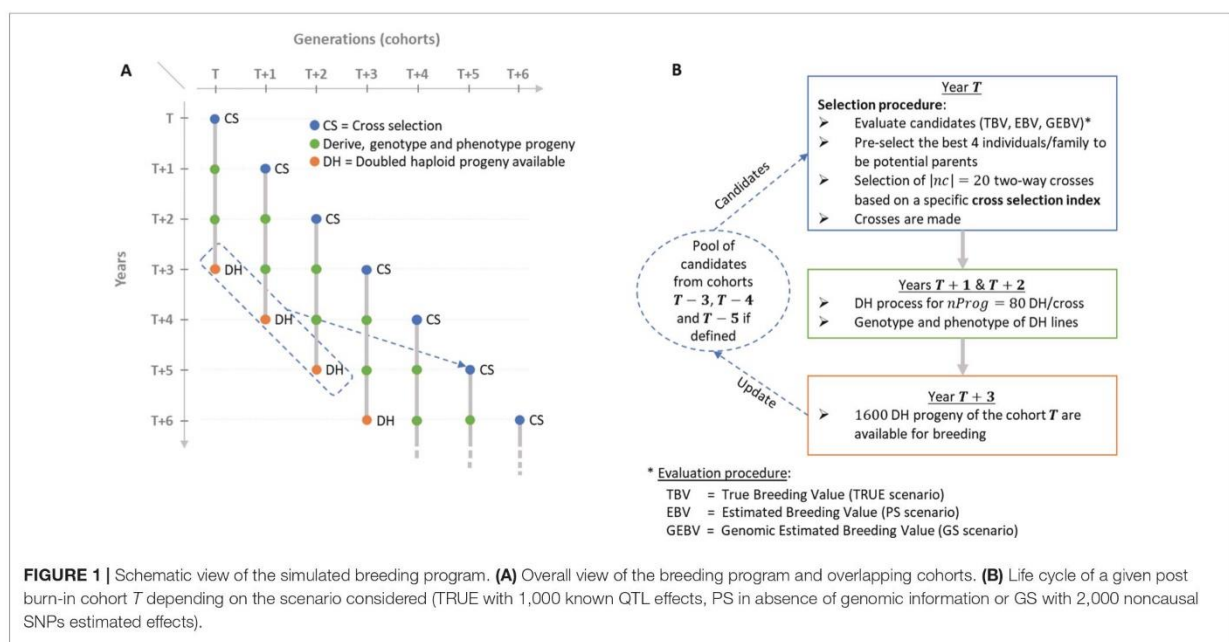 Generations (cohorts)
A
T T+1 T+2 T+3 T+4 T+5 T+6
Years
T
T+1
T+2
T+3
T+4
T+5
T+6
CS
CS
CS
CS
CS
CS
CS
DH
DH
DH
DH
CS = Cross selection
Derive, genotype and phenotype progeny
DH = Doubled haploid progeny available
B
Year T
Selection procedure:
➢ Evaluate candidates (TBV, EBV, GEBV)*
➢ Pre-select the best 4 individuals/family to
be potential parents
➢ Selection of |nc| = 20 two-way crosses
based on a specific cross selection index
➢ Crosses are made
Candidates
Pool of
candidates
from cohorts
T − 3, T − 4
and T − 5 if
defined
Update
Years T + 1 & T + 2
➢ DH process for nProg = 80 DH/cross
➢ Genotype and phenotype of DH lines
Year T + 3
➢ 1600 DH progeny of the cohort T are
available for breeding
* Evaluation procedure:
TBV = True Breeding Value (TRUE scenario)
EBV = Estimated Breeding Value (PS scenario)
GEBV = Genomic Estimated Breeding Value (GS scenario)
FIGURE 1 | Schematic view of the simulated breeding program. (A) Overall view of the breeding program and overlapping cohorts. (B) Life cycle of a given post
burn-in cohort T depending on the scenario considered (TRUE with 1,000 known QTL effects, PS in absence of genomic information or GS with 2,000 noncausal
SNPs estimated effects).